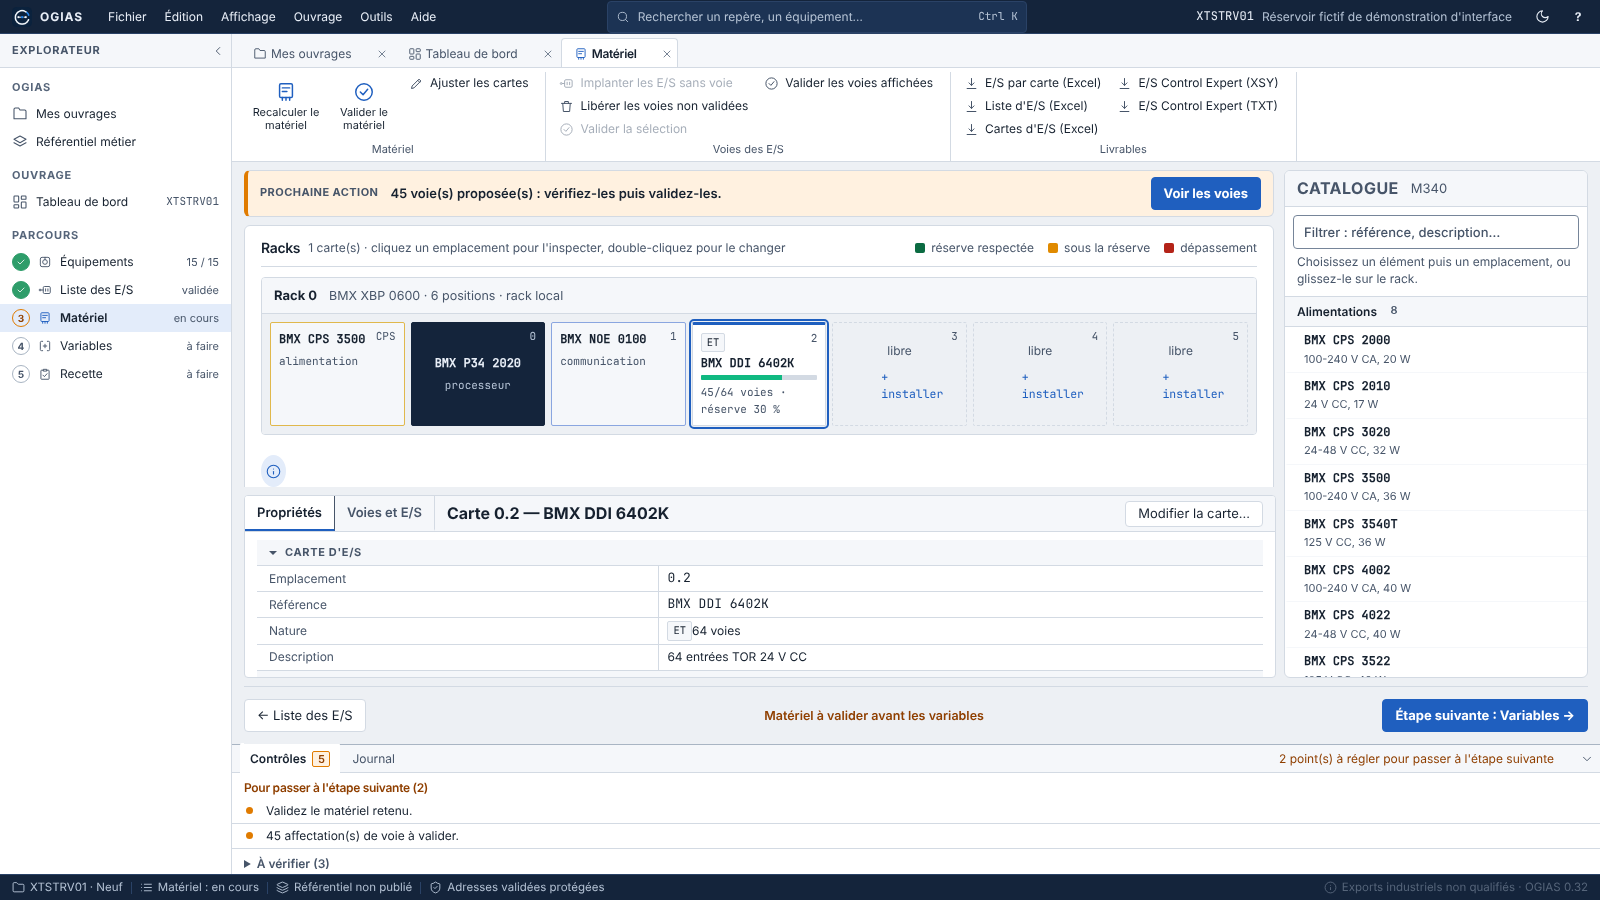 OGIAS Fichier Édition Affichage Ouvrage Outils Aide
Rechercher un repère, un équipement... Ctrl K
XTSTRV01 Réservoir fictif de démonstration d'interface ?
EXPLORATEUR
OGIAS
Mes ouvrages
Référentiel métier
OUVRAGE
Tableau de bord XTSTRV01
PARCOURS
Équipements 15 / 15
Liste des E/S validée
3 Matériel en cours
4 Variables à faire
5 Recette à faire
Mes ouvrages Tableau de bord Matériel
Recalculer le matériel
Valider le matériel
Ajuster les cartes
Matériel
Implanter les E/S sans voie
Libérer les voies non validées
Valider la sélection
Valider les voies affichées
Voies des E/S
E/S par carte (Excel)
Liste d'E/S (Excel)
Cartes d'E/S (Excel)
E/S Control Expert (XSY)
E/S Control Expert (TXT)
Livrables
PROCHAINE ACTION 45 voie(s) proposée(s) : vérifiez-les puis validez-les. Voir les voies
Racks 1 carte(s) · cliquez un emplacement pour l'inspecter, double-cliquez pour le changer
réserve respectée sous la réserve dépassement
Rack 0 BMX XBP 0600 · 6 positions · rack local
BMX CPS 3500 CPS
alimentation
0
BMX P34 2020
processeur
BMX NOE 0100 1
communication
ET 2
BMX DDI 6402K
45/64 voies ·
réserve 30 %
3
libre
+
installer
4
libre
+
installer
5
libre
+
installer
Propriétés Voies et E/S Carte 0.2 — BMX DDI 6402K Modifier la carte...
CARTE D'E/S
Emplacement 0.2
Référence BMX DDI 6402K
Nature ET 64 voies
Description 64 entrées TOR 24 V CC
CATALOGUE M340
Filtrer : référence, description...
Choisissez un élément puis un emplacement, ou
glissez-le sur le rack.
Alimentations 8
BMX CPS 2000
100-240 V CA, 20 W
BMX CPS 2010
24 V CC, 17 W
BMX CPS 3020
24-48 V CC, 32 W
BMX CPS 3500
100-240 V CA, 36 W
BMX CPS 3540T
125 V CC, 36 W
BMX CPS 4002
100-240 V CA, 40 W
BMX CPS 4022
24-48 V CC, 40 W
BMX CPS 3522
← Liste des E/S Matériel à valider avant les variables Étape suivante : Variables →
Contrôles 5 Journal 2 point(s) à régler pour passer à l'étape suivante
Pour passer à l'étape suivante (2)
Validez le matériel retenu.
45 affectation(s) de voie à valider.
À vérifier (3)
XTSTRV01 · Neuf Matériel : en cours Référentiel non publié Adresses validées protégées Exports industriels non qualifiés · OGIAS 0.32